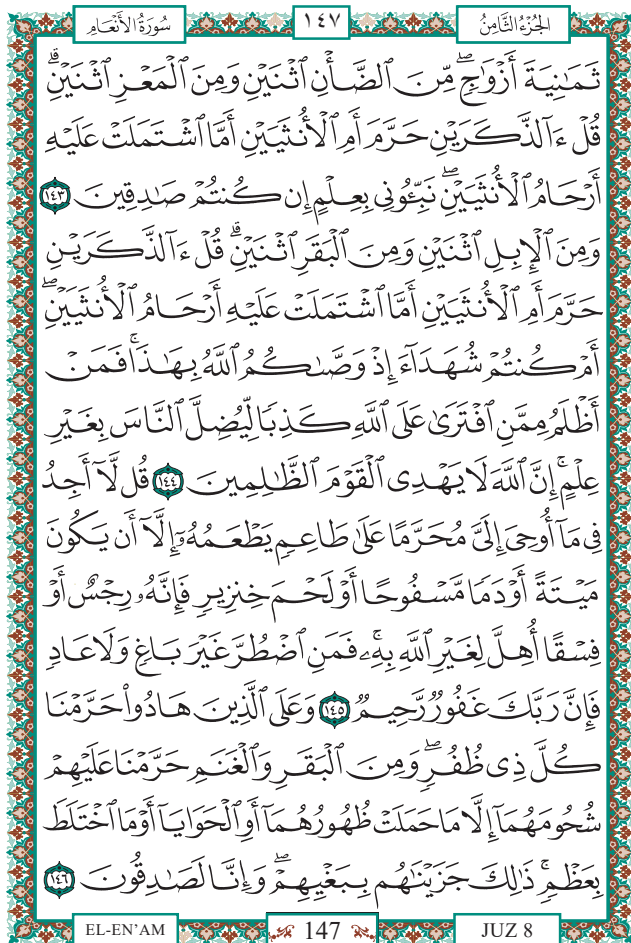 الجُزْءُ الثَّامِنُ
١٤٧
سُورَةُ الأَنْعَامِ
ثَمَٰنِيَةَ أَزْوَٰجٍۖ مِّنَ ٱلضَّأْنِ ٱثْنَيْنِ وَمِنَ ٱلْمَعْزِ ٱثْنَيْنِۗ
قُلْ ءَآلذَّكَرَيْنِ حَرَّمَ أَمِ ٱلْأُنثَيَيْنِ أَمَّا ٱشْتَمَلَتْ عَلَيْهِ
أَرْحَامُ ٱلْأُنثَيَيْنِۖ نَبِّـُٔونِى بِعِلْمٍ إِن كُنتُمْ صَٰدِقِينَ ١٤٣
وَمِنَ ٱلْإِبِلِ ٱثْنَيْنِ وَمِنَ ٱلْبَقَرِ ٱثْنَيْنِۗ قُلْ ءَآلذَّكَرَيْنِ
حَرَّمَ أَمِ ٱلْأُنثَيَيْنِ أَمَّا ٱشْتَمَلَتْ عَلَيْهِ أَرْحَامُ ٱلْأُنثَيَيْنِۖ
أَمْ كُنتُمْ شُهَدَآءَ إِذْ وَصَّىٰكُمُ ٱللَّهُ بِهَٰذَاۚ فَمَنْ
أَظْلَمُ مِمَّنِ ٱفْتَرَىٰ عَلَى ٱللَّهِ كَذِبًا لِّيُضِلَّ ٱلنَّاسَ بِغَيْرِ
عِلْمٍۚ إِنَّ ٱللَّهَ لَا يَهْدِى ٱلْقَوْمَ ٱلظَّٰلِمِينَ ١٤٤ قُل لَّآ أَجِدُ
فِى مَآ أُوحِىَ إِلَىَّ مُحَرَّمًا عَلَىٰ طَاعِمٍ يَطْعَمُهُۥٓ إِلَّآ أَن يَكُونَ
مَيْتَةً أَوْ دَمًا مَّسْفُوحًا أَوْ لَحْمَ خِنزِيرٍ فَإِنَّهُۥ رِجْسٌ أَوْ
فِسْقًا أُهِلَّ لِغَيْرِ ٱللَّهِ بِهِۦۚ فَمَنِ ٱضْطُرَّ غَيْرَ بَاغٍ وَلَا عَادٍ
فَإِنَّ رَبَّكَ غَفُورٌ رَّحِيمٌ ١٤٥ وَعَلَى ٱلَّذِينَ هَادُوا۟ حَرَّمْنَا
كُلَّ ذِى ظُفُرٍۖ وَمِنَ ٱلْبَقَرِ وَٱلْغَنَمِ حَرَّمْنَا عَلَيْهِمْ
شُحُومَهُمَآ إِلَّا مَا حَمَلَتْ ظُهُورُهُمَآ أَوِ ٱلْحَوَايَآ أَوْ مَا ٱخْتَلَطَ
بِعَظْمٍۚ ذَٰلِكَ جَزَيْنَٰهُم بِبَغْيِهِمْۖ وَإِنَّا لَصَٰدِقُونَ ١٤٦
EL-EN'AM
147
JUZ 8